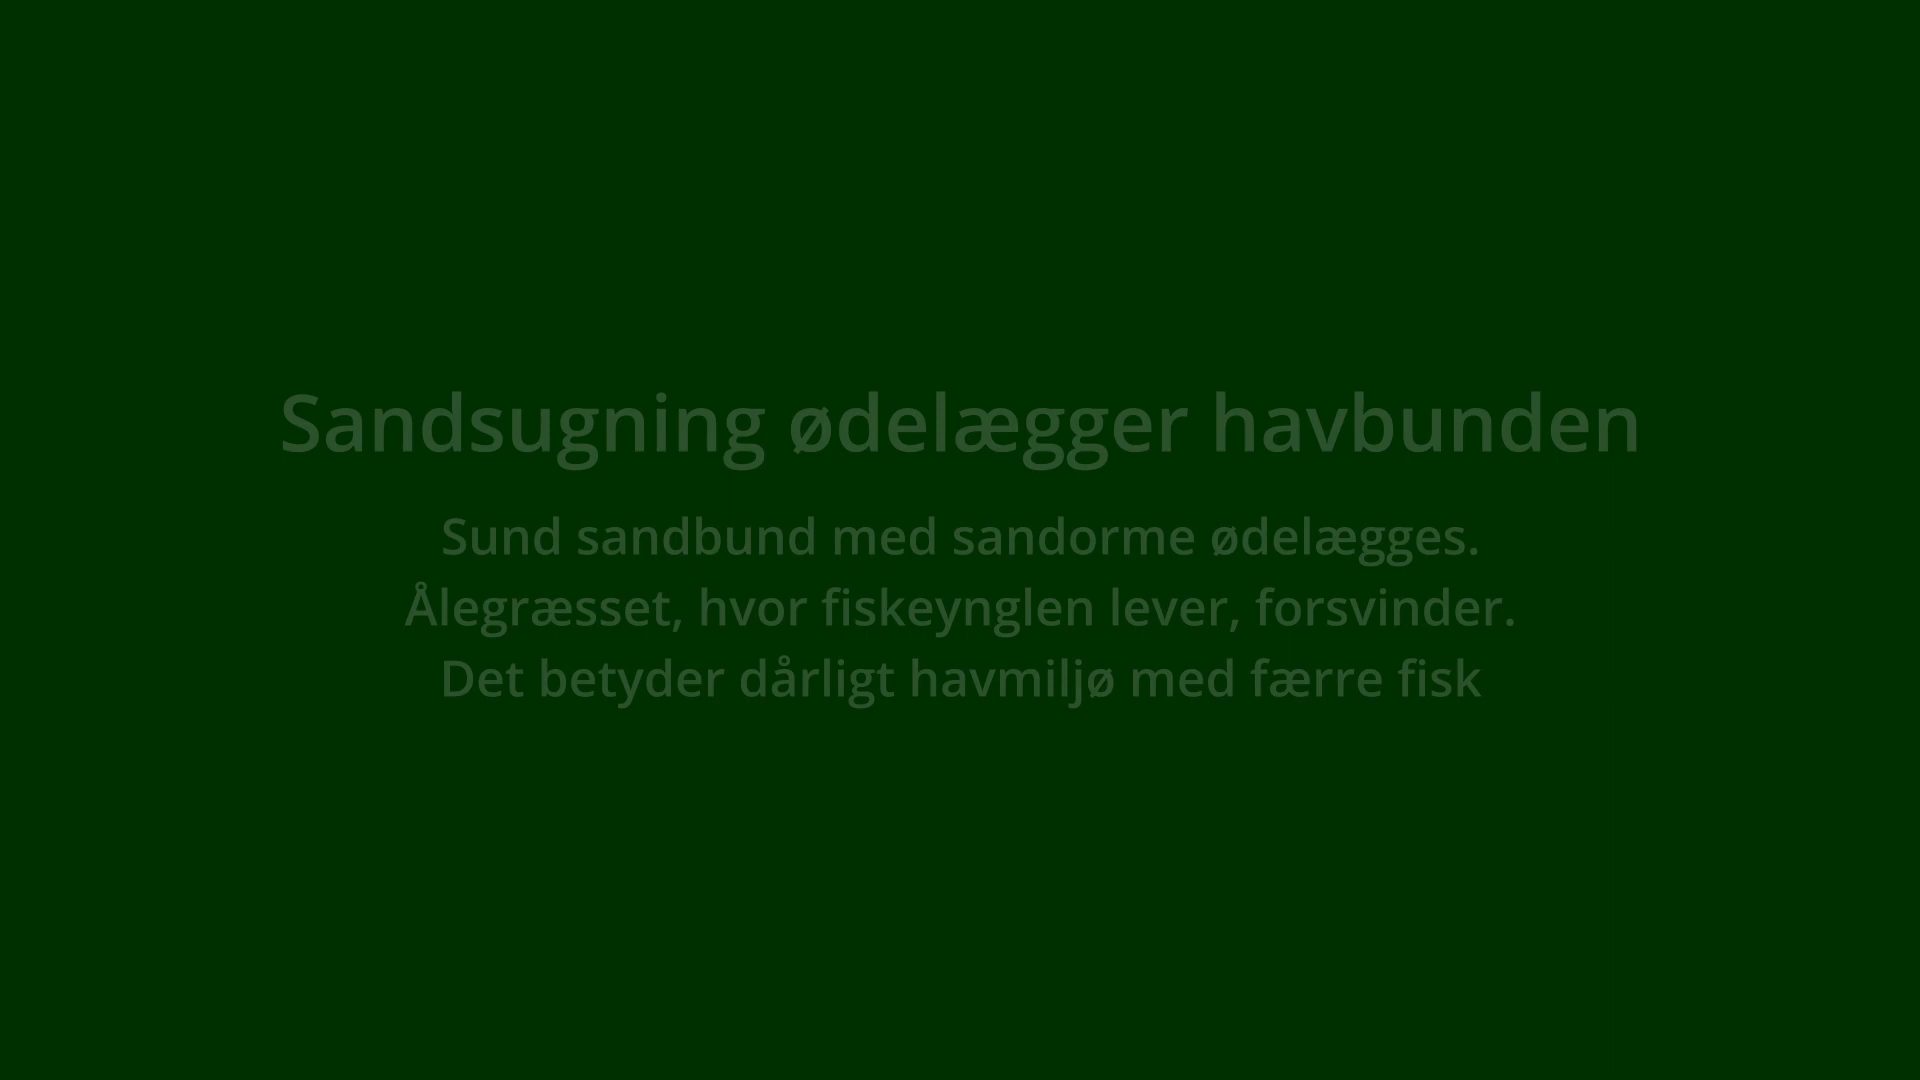 Sandsugning ødelægger havbunden
Sund sandbund med sandorme ødelægges.
Ålegræsset, hvor fiskeynglen lever, forsvinder.
Det betyder dårligt havmiljø med færre fisk